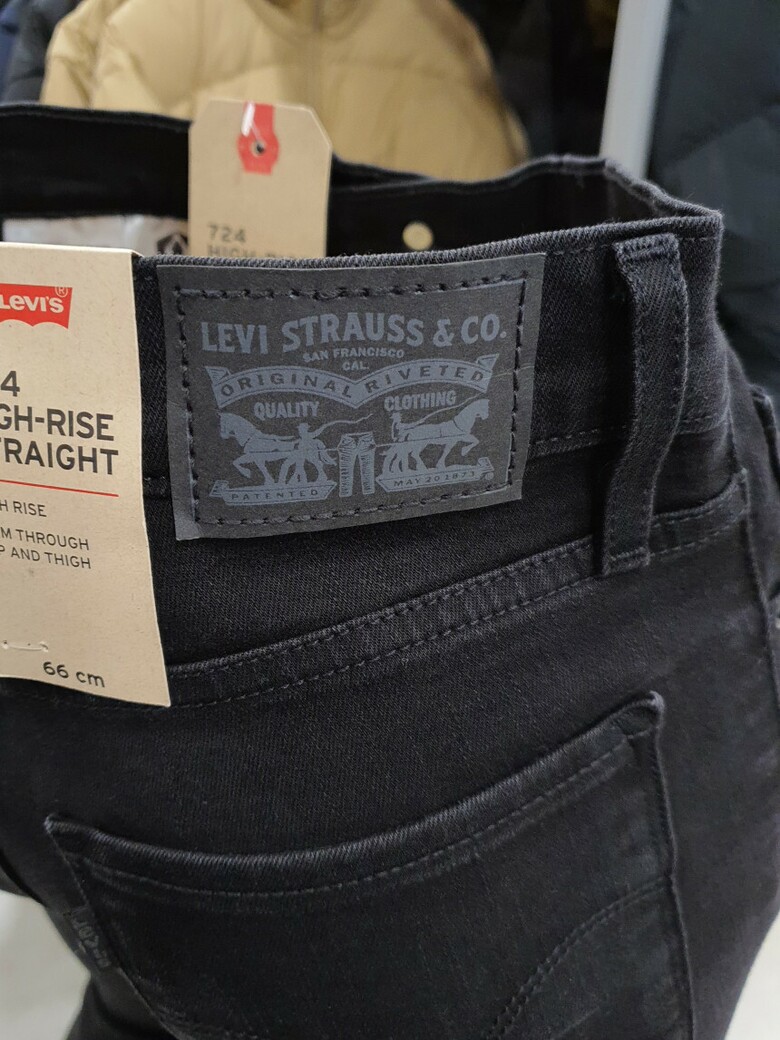 724
LEVI'S®
4
GH-RISE
TRAIGHT
H RISE
M THROUGH
P AND THIGH
66 cm
LEVI STRAUSS & CO.
SAN FRANCISCO
CAL.
ORIGINAL RIVETED
QUALITY CLOTHING
PATENTED MAY 20 1873